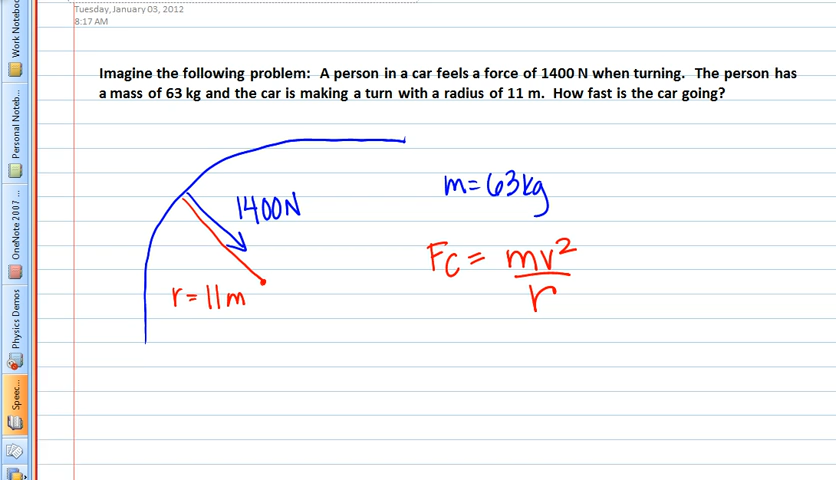 Tuesday, January 03, 2012
8:17 AM
Work Notebook
Personal Noteb...
OneNote 2007 ...
Physics Demos
Speec...
Imagine the following problem: A person in a car feels a force of 1400 N when turning. The person has
a mass of 63 kg and the car is making a turn with a radius of 11 m. How fast is the car going?
1400N
r = 11m
m = 63kg
Fc = mv²
r